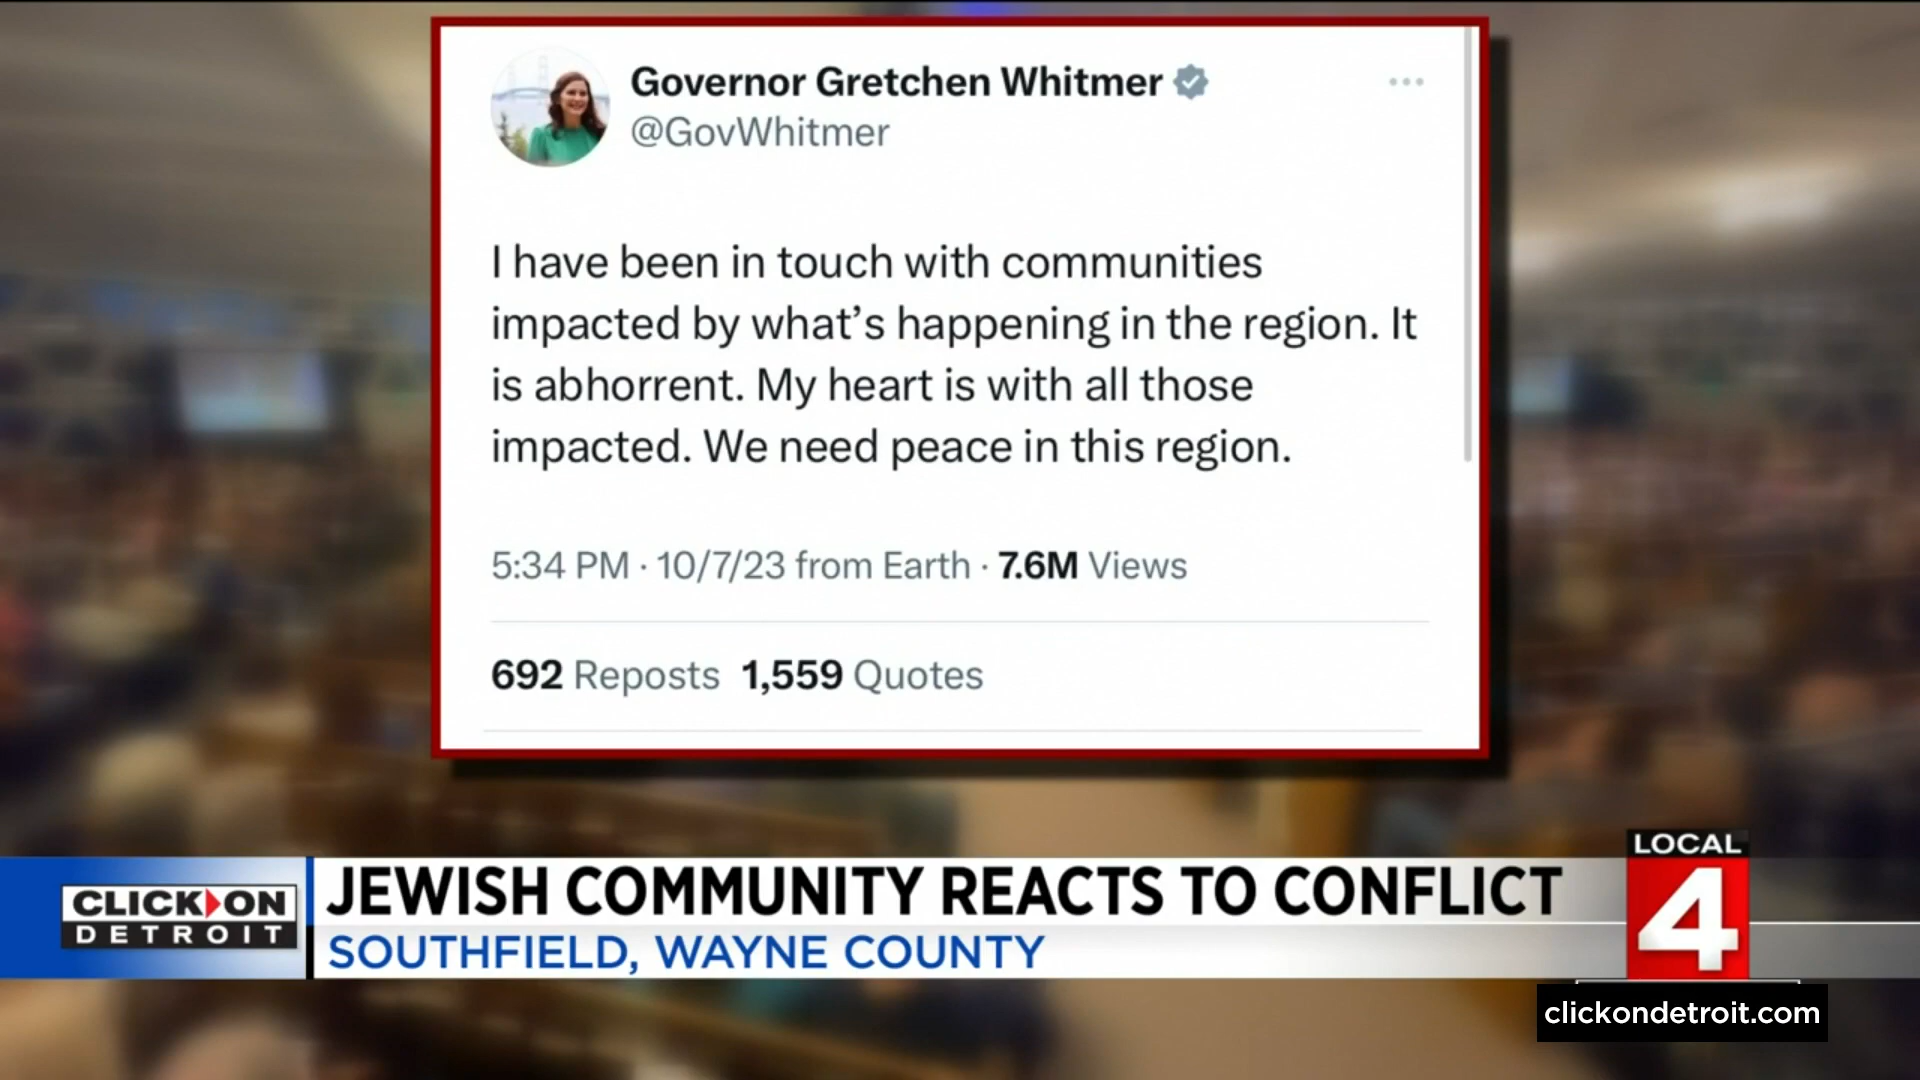 Governor Gretchen Whitmer
@GovWhitmer
I have been in touch with communities
impacted by what's happening in the region. It
is abhorrent. My heart is with all those
impacted. We need peace in this region.
5:34 PM · 10/7/23 from Earth · 7.6M Views
692 Reposts 1,559 Quotes
LOCAL
4
CLICK ON
DETROIT
JEWISH COMMUNITY REACTS TO CONFLICT
SOUTHFIELD, WAYNE COUNTY
clickondetroit.com